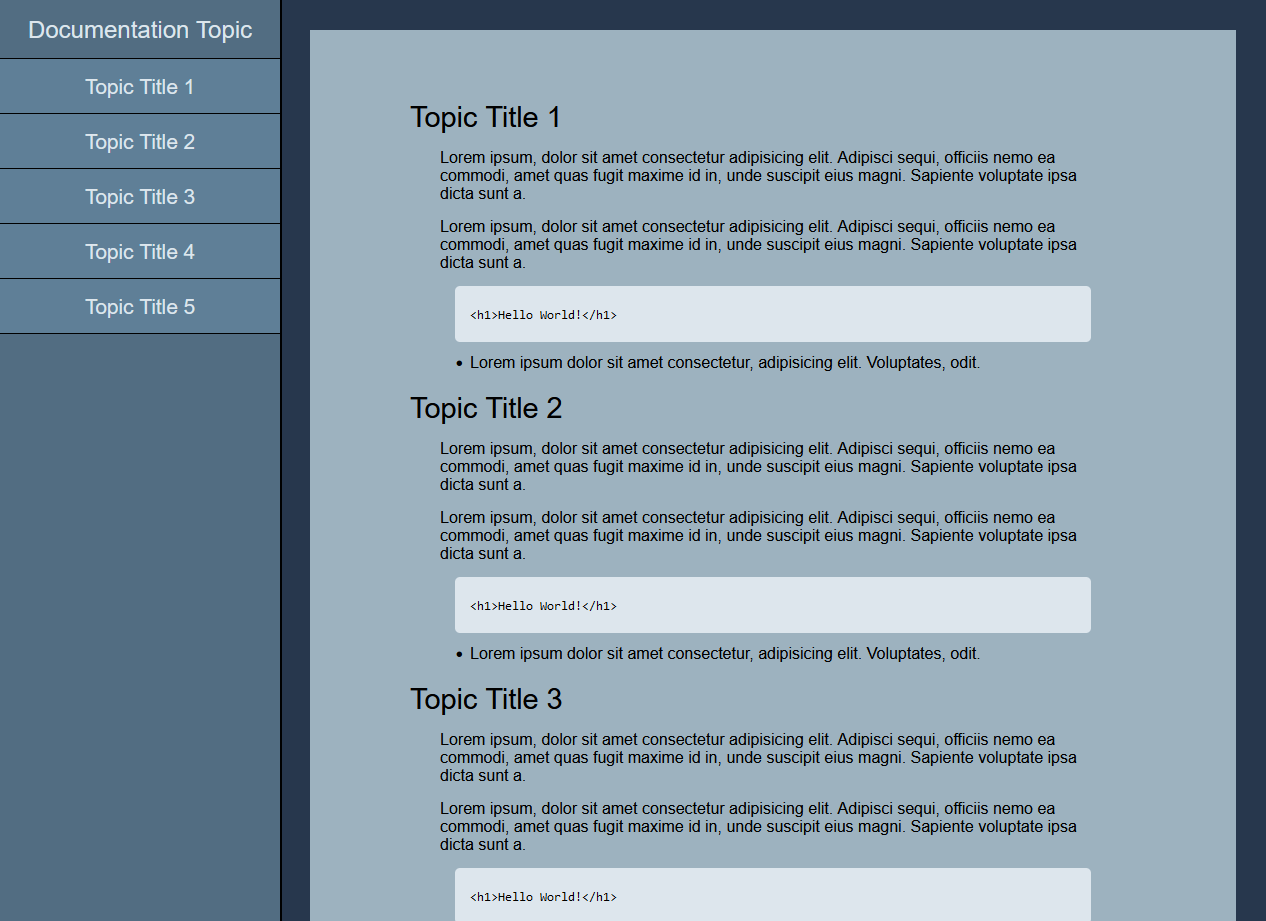 Documentation Topic
Topic Title 1
Topic Title 2
Topic Title 3
Topic Title 4
Topic Title 5
Topic Title 1
Lorem ipsum, dolor sit amet consectetur adipisicing elit. Adipisci sequi, officiis nemo ea
commodi, amet quas fugit maxime id in, unde suscipit eius magni. Sapiente voluptate ipsa
dicta sunt a.
Lorem ipsum, dolor sit amet consectetur adipisicing elit. Adipisci sequi, officiis nemo ea
commodi, amet quas fugit maxime id in, unde suscipit eius magni. Sapiente voluptate ipsa
dicta sunt a.
<h1>Hello World!</h1>
• Lorem ipsum dolor sit amet consectetur, adipisicing elit. Voluptates, odit.
Topic Title 2
Lorem ipsum, dolor sit amet consectetur adipisicing elit. Adipisci sequi, officiis nemo ea
commodi, amet quas fugit maxime id in, unde suscipit eius magni. Sapiente voluptate ipsa
dicta sunt a.
Lorem ipsum, dolor sit amet consectetur adipisicing elit. Adipisci sequi, officiis nemo ea
commodi, amet quas fugit maxime id in, unde suscipit eius magni. Sapiente voluptate ipsa
dicta sunt a.
<h1>Hello World!</h1>
• Lorem ipsum dolor sit amet consectetur, adipisicing elit. Voluptates, odit.
Topic Title 3
Lorem ipsum, dolor sit amet consectetur adipisicing elit. Adipisci sequi, officiis nemo ea
commodi, amet quas fugit maxime id in, unde suscipit eius magni. Sapiente voluptate ipsa
dicta sunt a.
Lorem ipsum, dolor sit amet consectetur adipisicing elit. Adipisci sequi, officiis nemo ea
commodi, amet quas fugit maxime id in, unde suscipit eius magni. Sapiente voluptate ipsa
dicta sunt a.
<h1>Hello World!</h1>